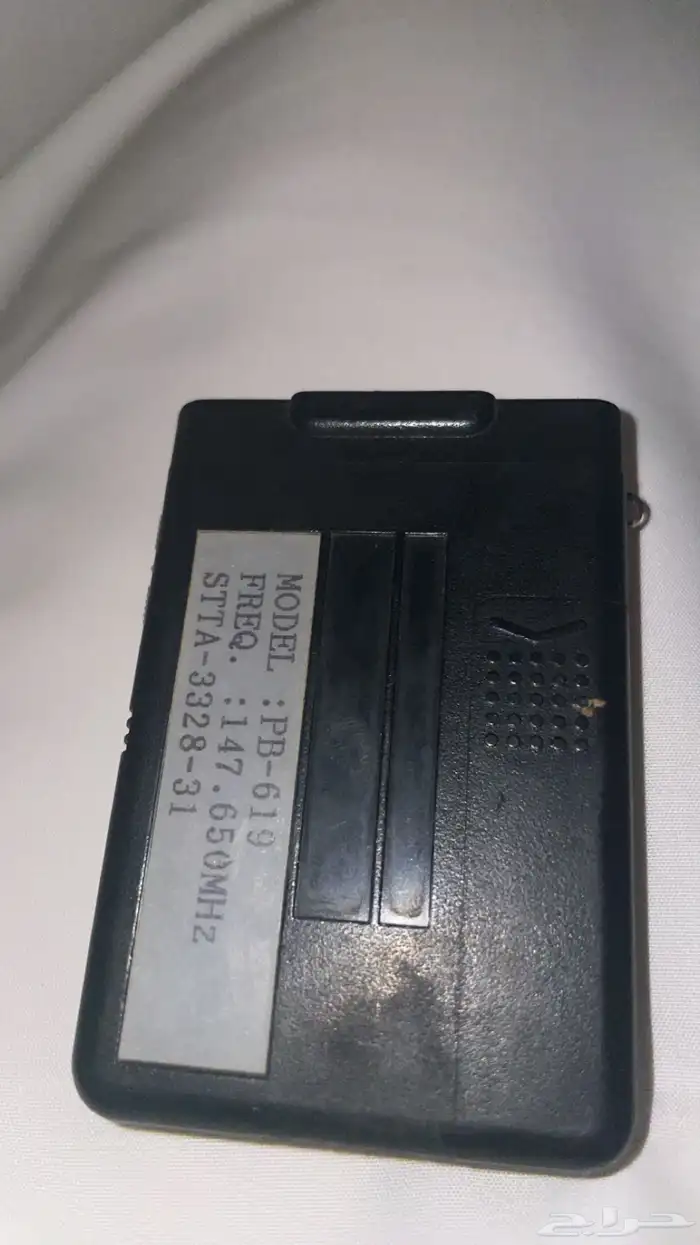 MODEL :PB-619
FREQ. :147.650MHz
STTA-3328-31
حراج